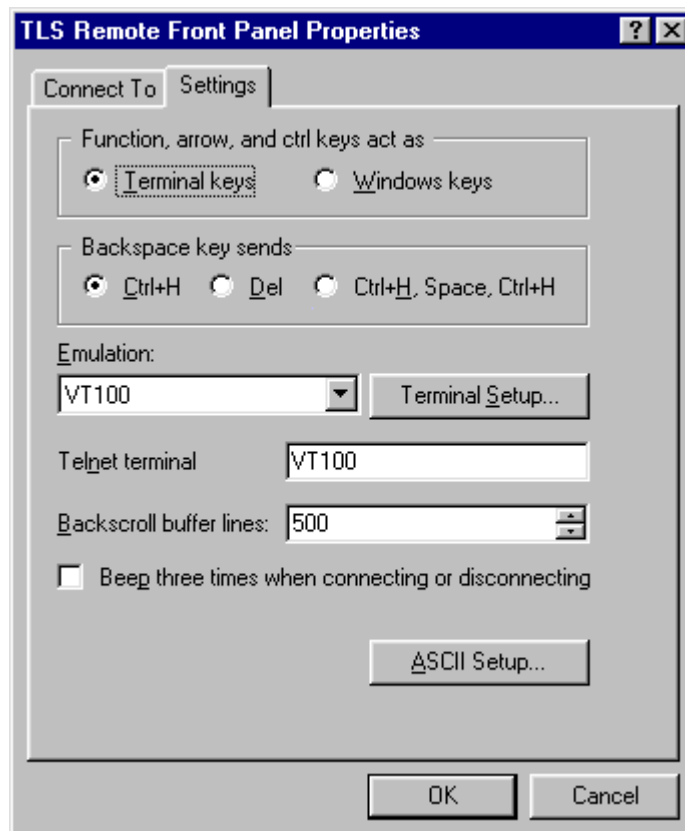 TLS Remote Front Panel Properties
Connect To Settings
Function, arrow, and ctrl keys act as
Terminal keys Windows keys
Backspace key sends
Ctrl+H Del Ctrl+H, Space, Ctrl+H
Emulation:
VT100 Terminal Setup...
Telnet terminal VT100
Backscroll buffer lines: 500
Beep three times when connecting or disconnecting
ASCII Setup...
OK Cancel